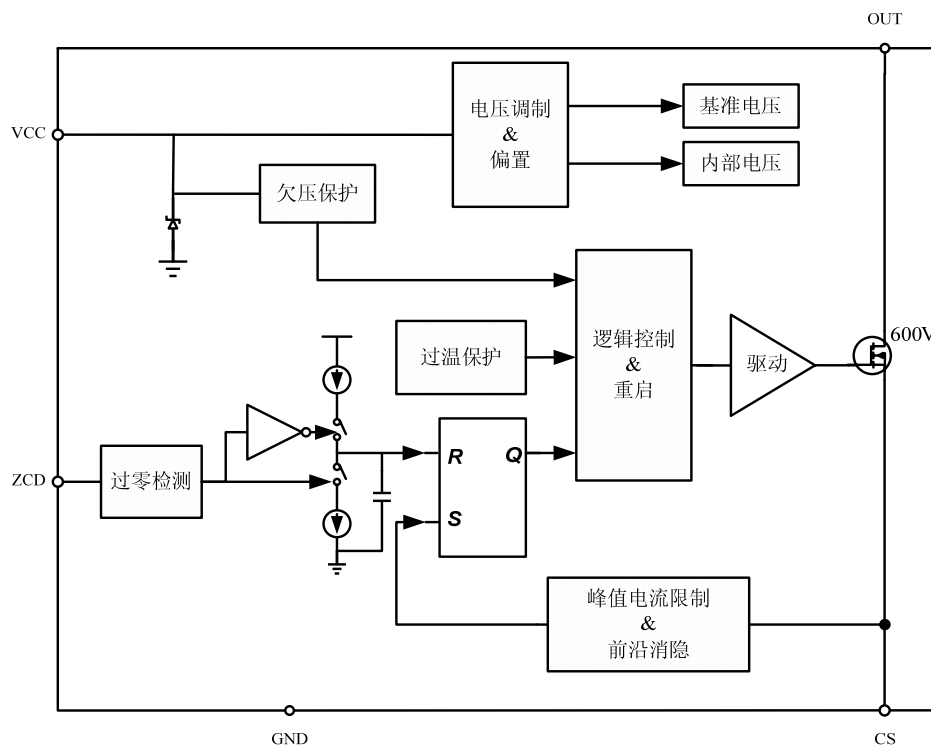 OUT
VCC
电压调制
&
偏置
基准电压
内部电压
欠压保护
过温保护
逻辑控制
&
重启
驱动
600V
ZCD
过零检测
R
Q
S
峰值电流限制
&
前沿消隐
GND
CS